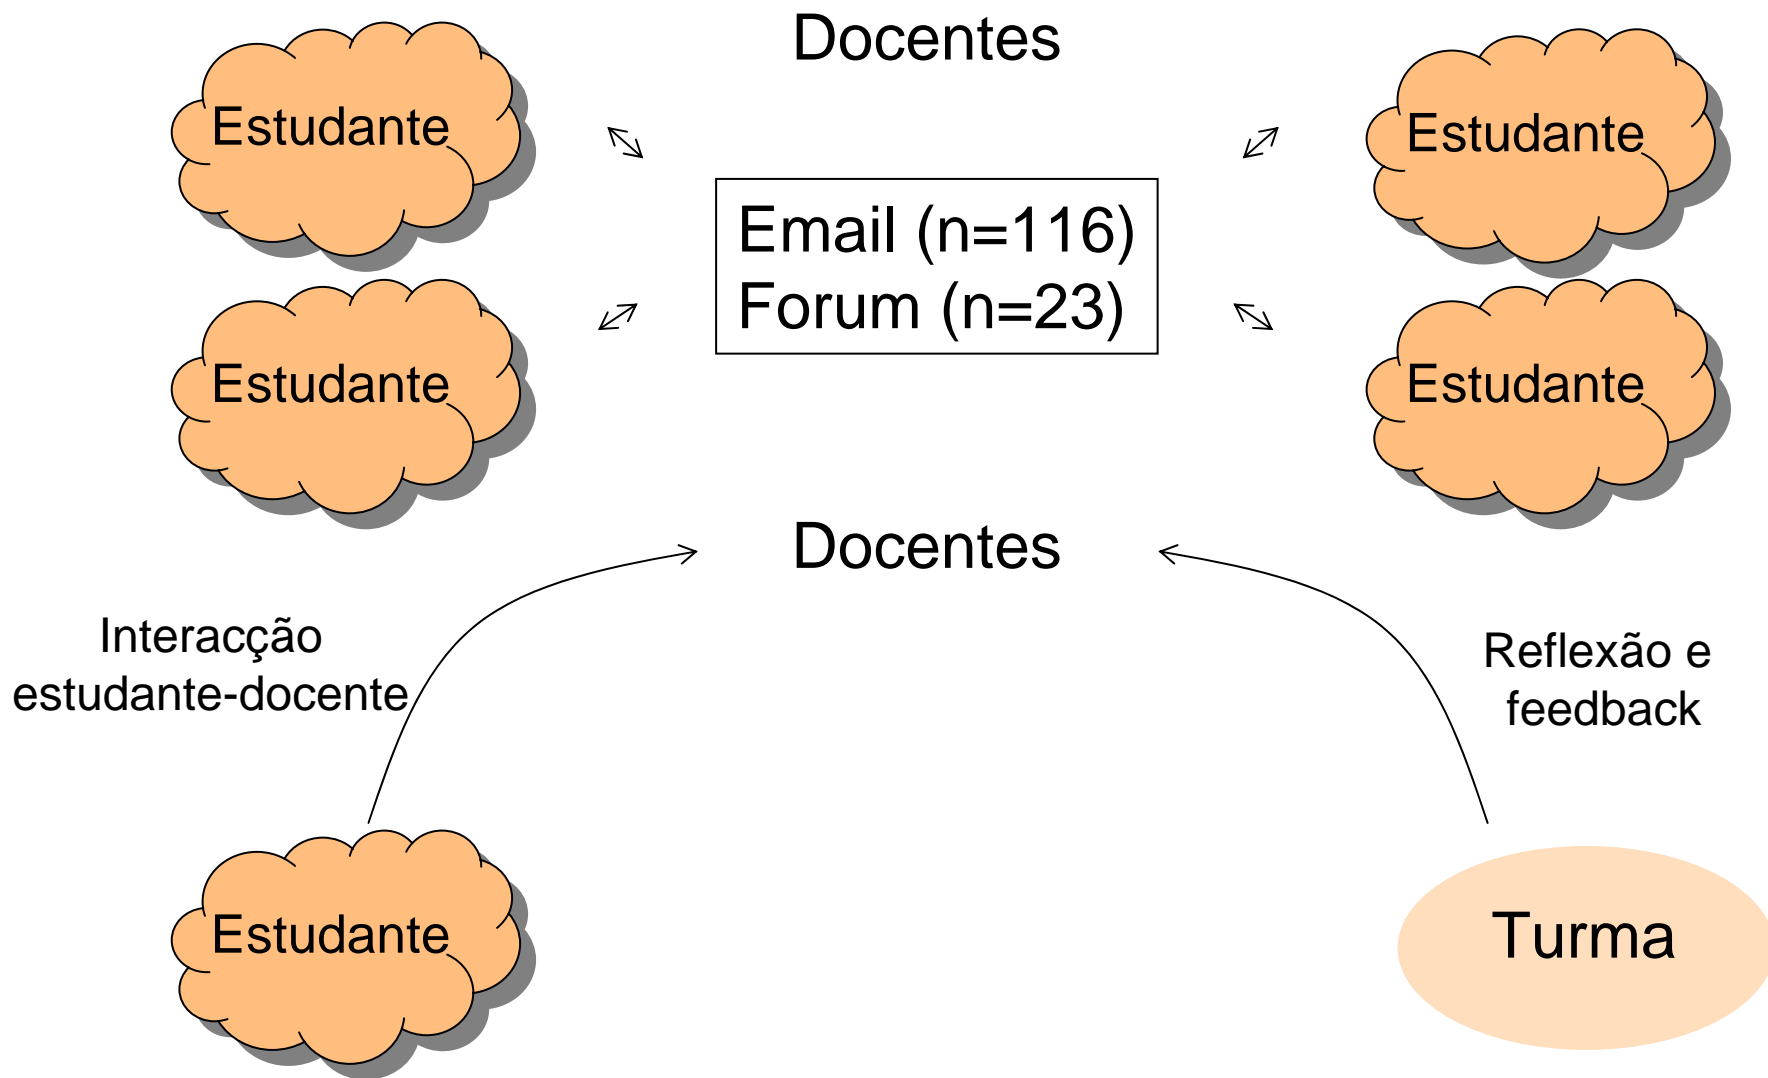 Docentes
Estudante
Estudante
Email (n=116)
Forum (n=23)
Estudante
Estudante
Docentes
Interacção
estudante-docente
Reflexão e
feedback
Estudante
Turma